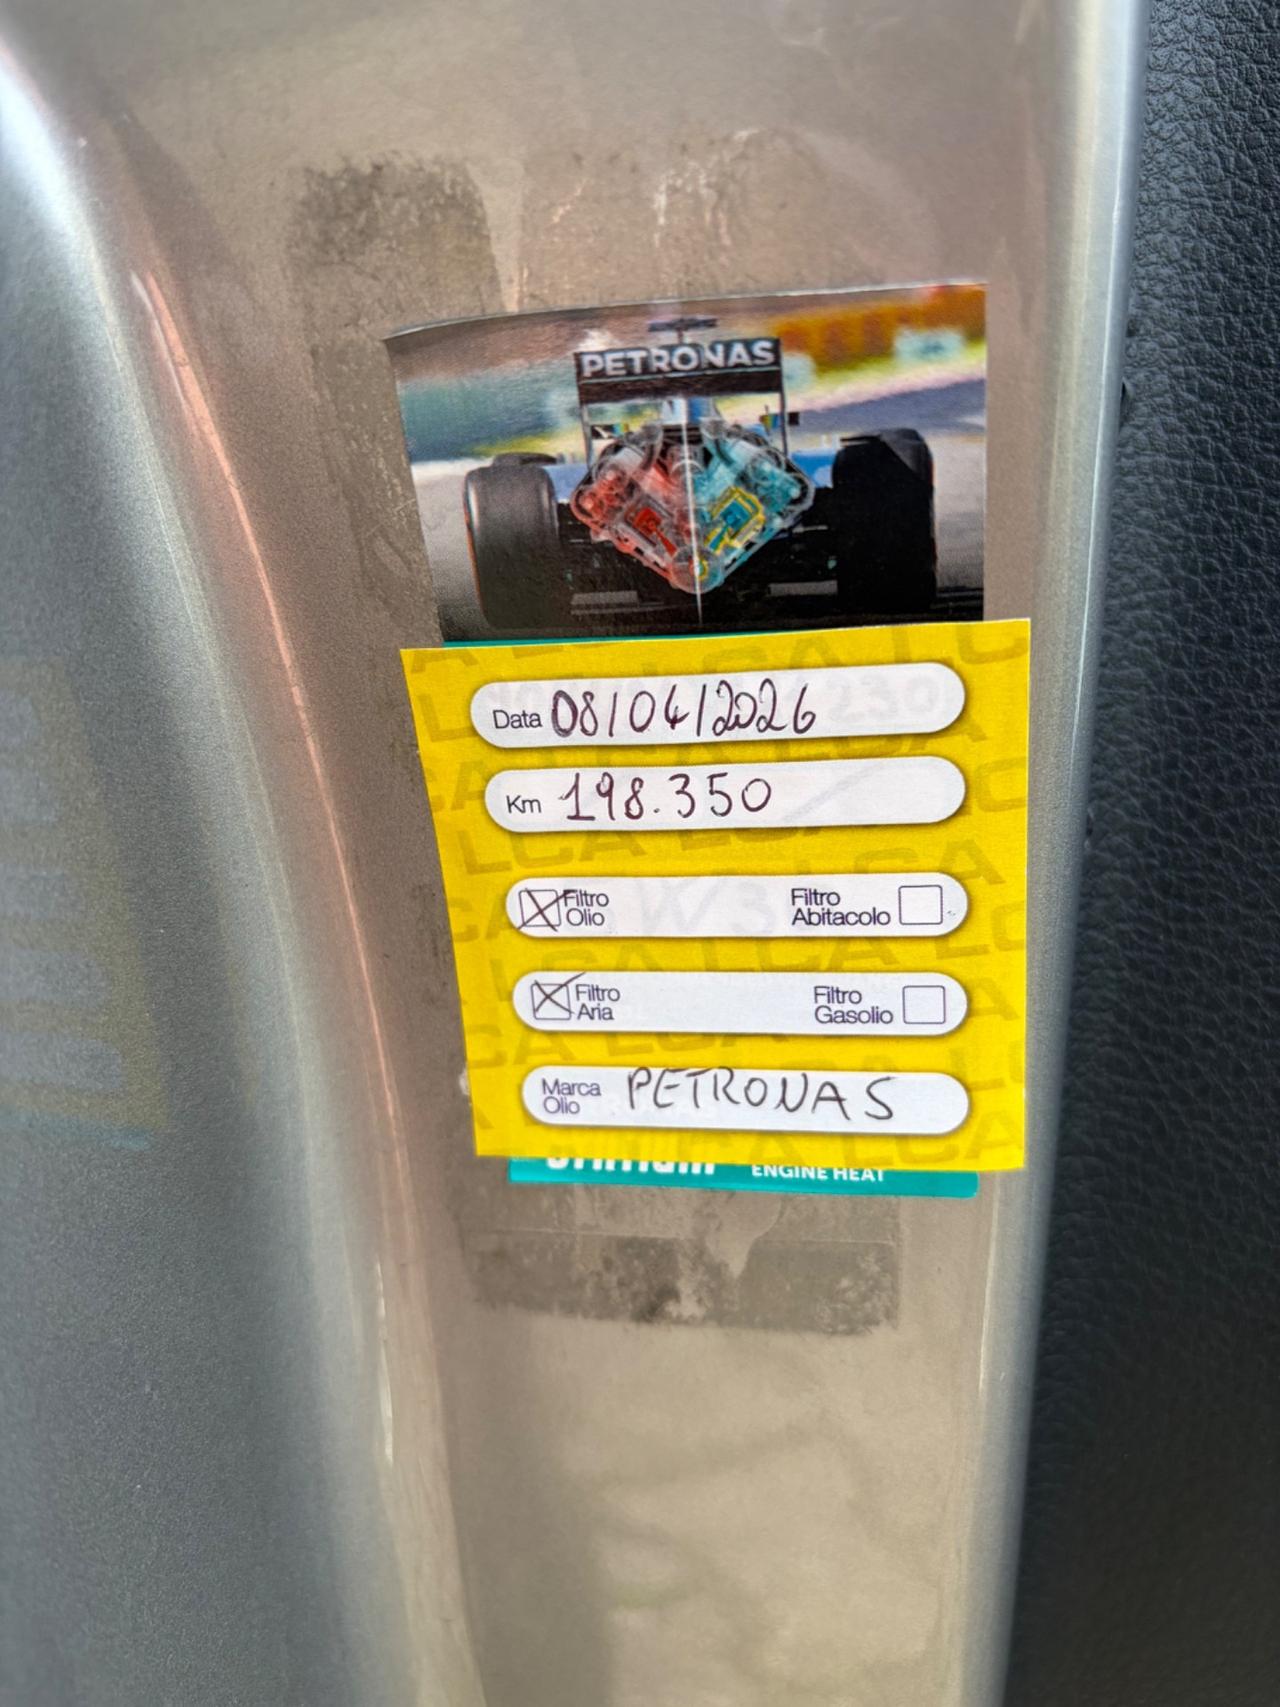 PETRONAS
Data 08/04/2026
Km 198.350
Filtro Olio
Filtro Abitacolo
Filtro Aria
Filtro Gasolio
Marca Olio PETRONAS
ENGINE HEAT